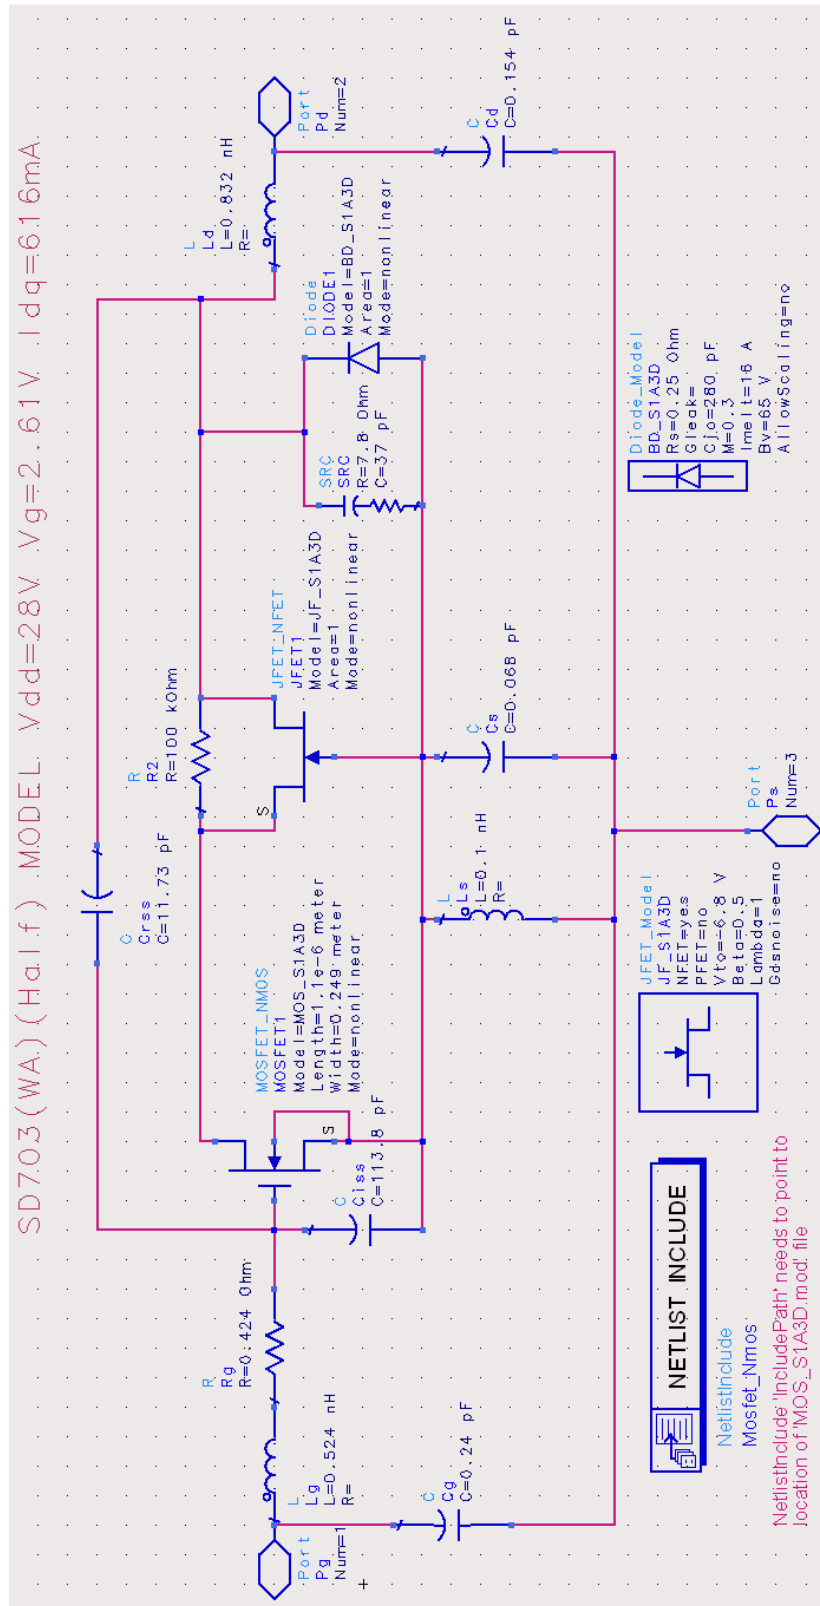 SD703(WA)(Half) MODEL Vdd=28V Vg=2.61V Idq=616mA
C
Crss
C=11.73 pF
R
R2
R=100 kOhm
L
Ld
L=0.832 nH
R=
Port
Pd
Num=2
MOSFET_NMOS
MOSFET1
Model=MOS_S1A3D
Length=1.1e-6 meter
Width=0.249 meter
Mode=nonlinear
S
S
JFET_NFET
JFET1
Model=JF_S1A3D
Area=1
Mode=nonlinear
SRC
SRC
R=7.8 Ohm
C=37 pF
Diode
DIODE1
Model=BD_S1A3D
Area=1
Mode=nonlinear
R
Rg
R=0.424 Ohm
L
Lg
L=0.524 nH
R=
Port
Pg
Num=1
C
Ciss
C=113.8 pF
C
Cg
C=0.24 pF
L
Ls
L=0.1 nH
R=
C
Cs
C=0.068 pF
C
Cd
C=0.154 pF
NETLIST INCLUDE
NetlistInclude
Mosfet_Nmos
NetlistInclude 'IncludePath' needs to point to
location of 'MOS_S1A3D.mod' file
JFET_Model
JF_S1A3D
NFET=yes
PFET=no
Vto=-6.8 V
Beta=0.5
Lambda=1
Gdsnoise=no
Port
Ps
Num=3
Diode_Model
BD_S1A3D
Rs=0.25 Ohm
Gleak=
Cjo=280 pF
M=0.3
Imelt=16 A
Bv=65 V
AllowScaling=no